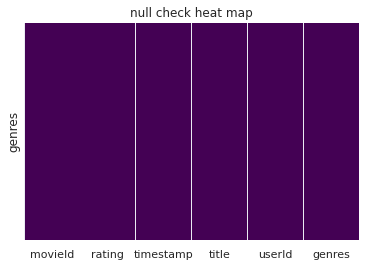 null check heat map
genres
movieId rating timestamp title userId genres